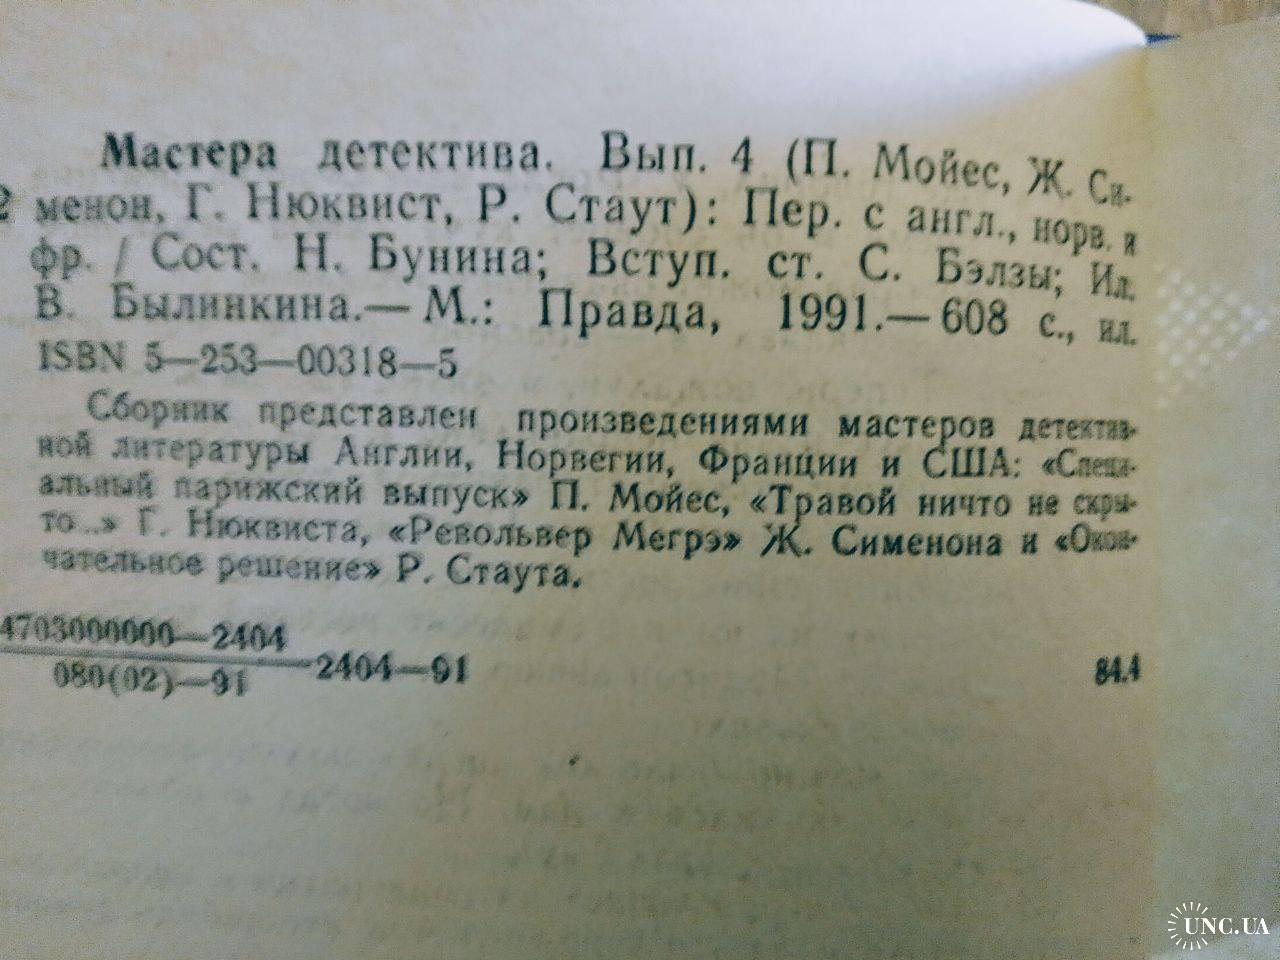 Мастера детектива. Вып. 4 (П. Мойес, Ж. Си-
2 менон, Г. Нюквист, Р. Стаут): Пер. с англ., норв. и
фр. / Сост. Н. Бунина; Вступ. ст. С. Бэлзы; Ил.
В. Былинкина.— М.: Правда, 1991.— 608 с., ил.
ISBN 5—253—00318—5
Сборник представлен произведениями мастеров детектив-
ной литературы Англии, Норвегии, Франции и США: «Специ-
альный парижский выпуск» П. Мойес, «Травой ничто не скры-
то...» Г. Нюквиста, «Револьвер Мегрэ» Ж. Сименона и «Окон-
чательное решение» Р. Стаута.
4703000000—2404
080(02)—91
2404—91
84.4
UNC.UA